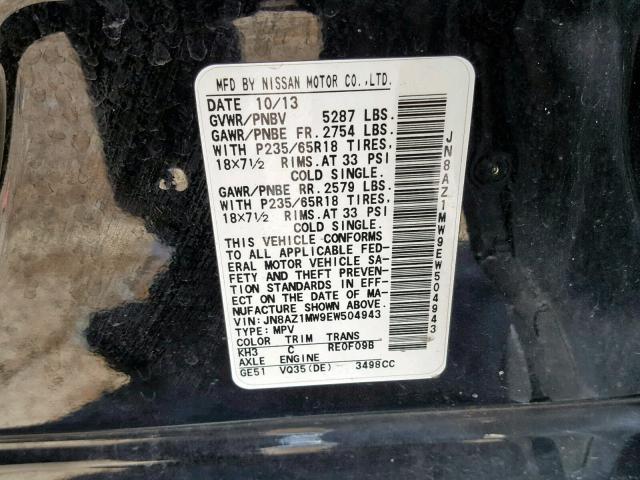 MFD BY NISSAN MOTOR CO.,LTD.
DATE 10/13
GVWR/PNBV 5287 LBS.
GAWR/PNBE FR. 2754 LBS.
WITH P235/65R18 TIRES,
18X7½ RIMS.AT 33 PSI
COLD SINGLE.
GAWR/PNBE RR. 2579 LBS.
WITH P235/65R18 TIRES,
18X7½ RIMS.AT 33 PSI
COLD SINGLE.
THIS VEHICLE CONFORMS
TO ALL APPLICABLE FED-
ERAL MOTOR VEHICLE SA-
FETY AND THEFT PREVEN-
TION STANDARDS IN EFFECT
ON THE DATE OF MA-
NUFACTURE SHOWN ABOVE.
VIN:JN8AZ1MW9EW504943
TYPE: MPV
COLOR TRIM TRANS
KH3 C RE0F09B
AXLE ENGINE
GE51 VQ35(DE) 3498CC
JN8AZ1MW9EW504943